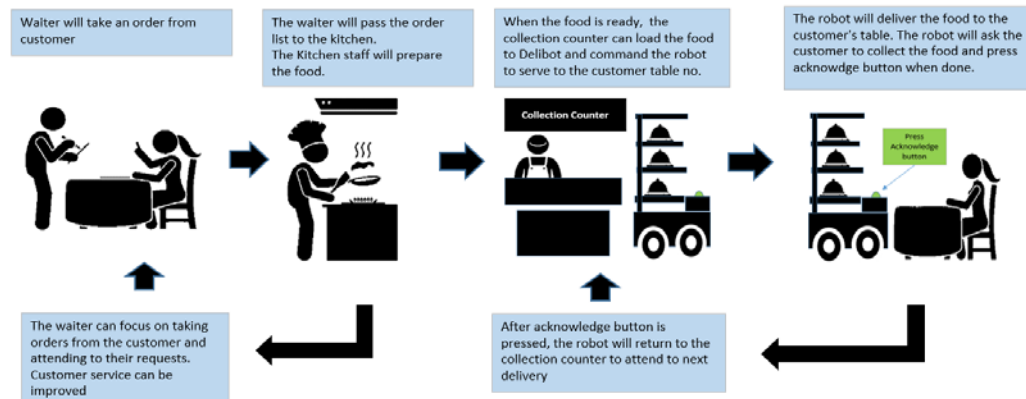 Waiter will take an order from
customer
The waiter will pass the order
list to the kitchen.
The Kitchen staff will prepare
the food.
When the food is ready, the
collection counter can load the food
to Delibot and command the robot
to serve to the customer table no.
The robot will deliver the food to the
customer's table. The robot will ask the
customer to collect the food and press
acknowdge button when done.
Collection Counter
Press
Acknowledge
button
The waiter can focus on taking
orders from the customer and
attending to their requests.
Customer service can be
improved
After acknowledge button is
pressed, the robot will return to the
collection counter to attend to next
delivery